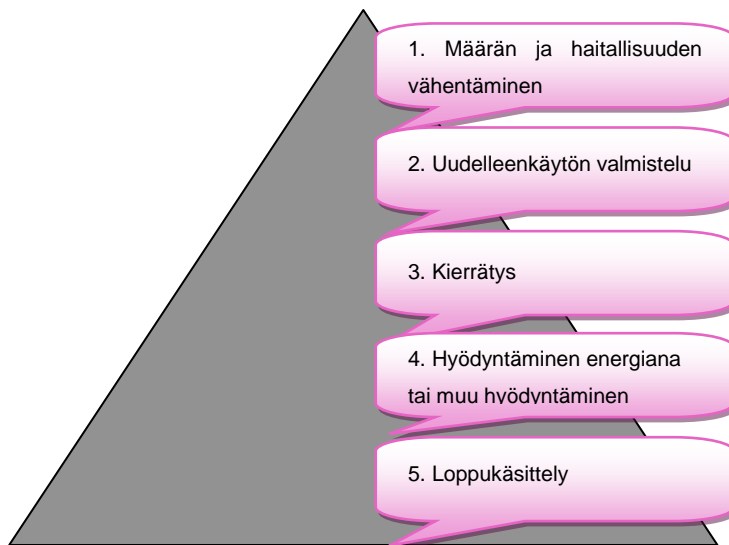 1. Määrän ja haitallisuuden
vähentäminen
2. Uudelleenkäytön valmistelu
3. Kierrätys
4. Hyödyntäminen energiana
tai muu hyödyntäminen
5. Loppukäsittely